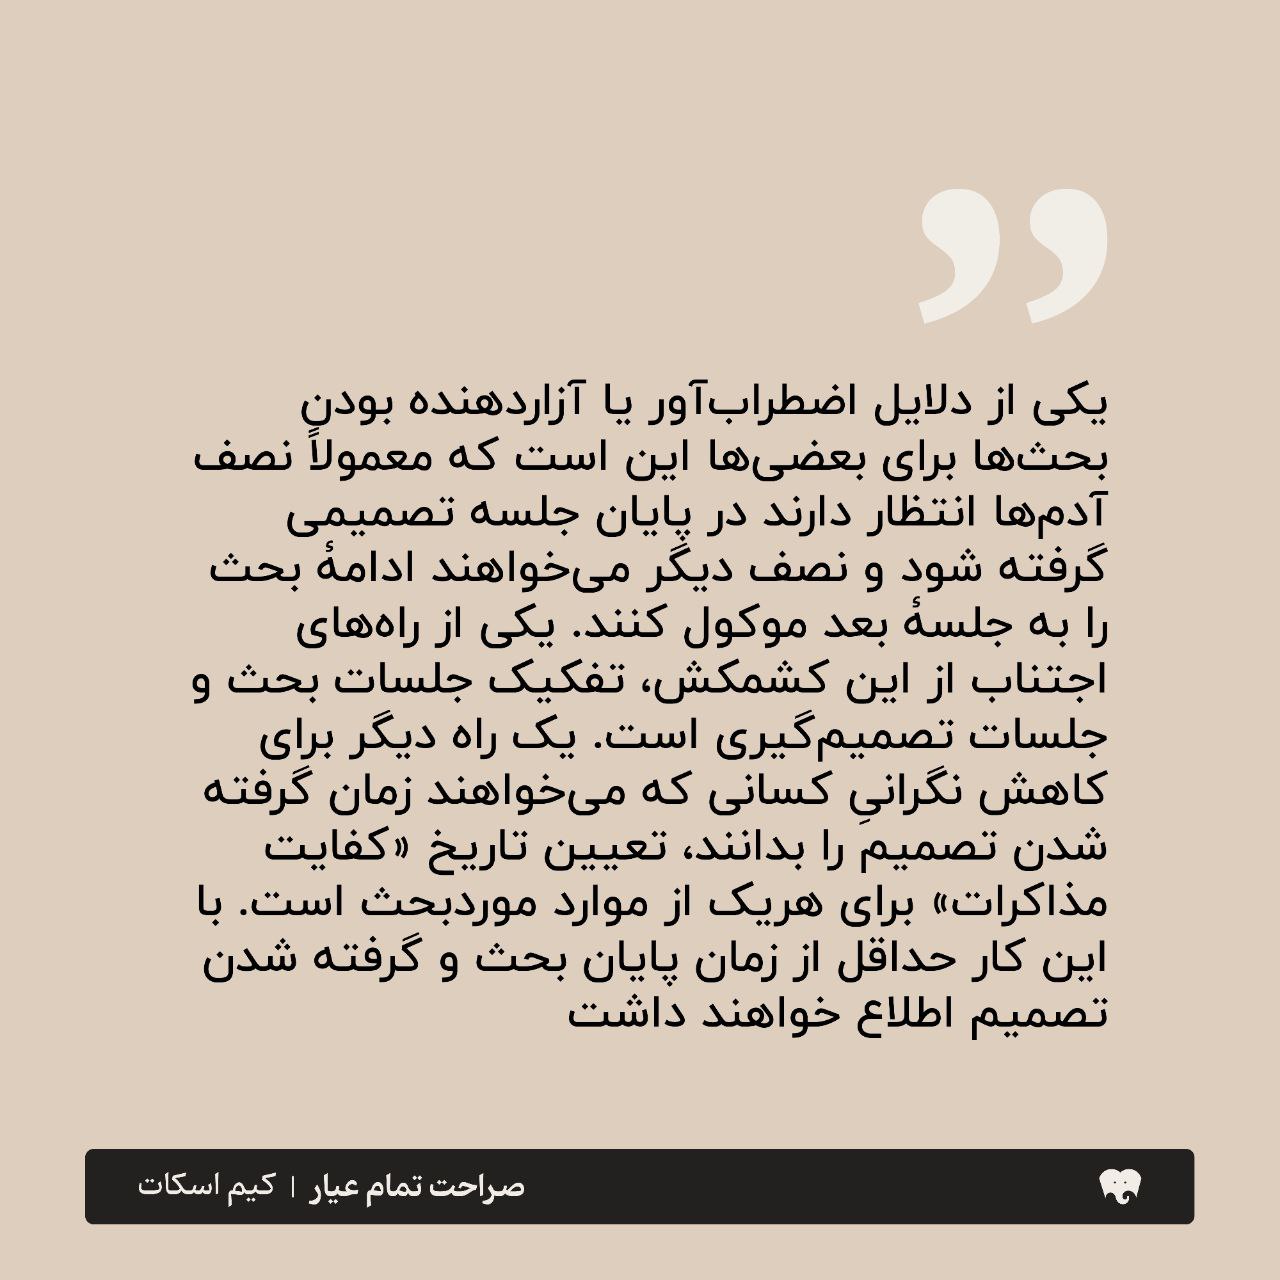 یکی از دلایل اضطراب‌آور یا آزاردهنده بودنِ
بحث‌ها برای بعضی‌ها این است که معمولاً نصف
آدم‌ها انتظار دارند در پایان جلسه تصمیمی
گرفته شود و نصف دیگر می‌خواهند ادامهٔ بحث
را به جلسهٔ بعد موکول کنند. یکی از راه‌های
اجتناب از این کشمکش، تفکیک جلسات بحث و
جلسات تصمیم‌گیری است. یک راه دیگر برای
کاهش نگرانیِ کسانی که می‌خواهند زمان گرفته
شدن تصمیم را بدانند، تعیین تاریخ «کفایت
مذاکرات» برای هریک از موارد موردبحث است. با
این کار حداقل از زمان پایان بحث و گرفته شدن
تصمیم اطلاع خواهند داشت
صراحت تمام عیار | کیم اسکات